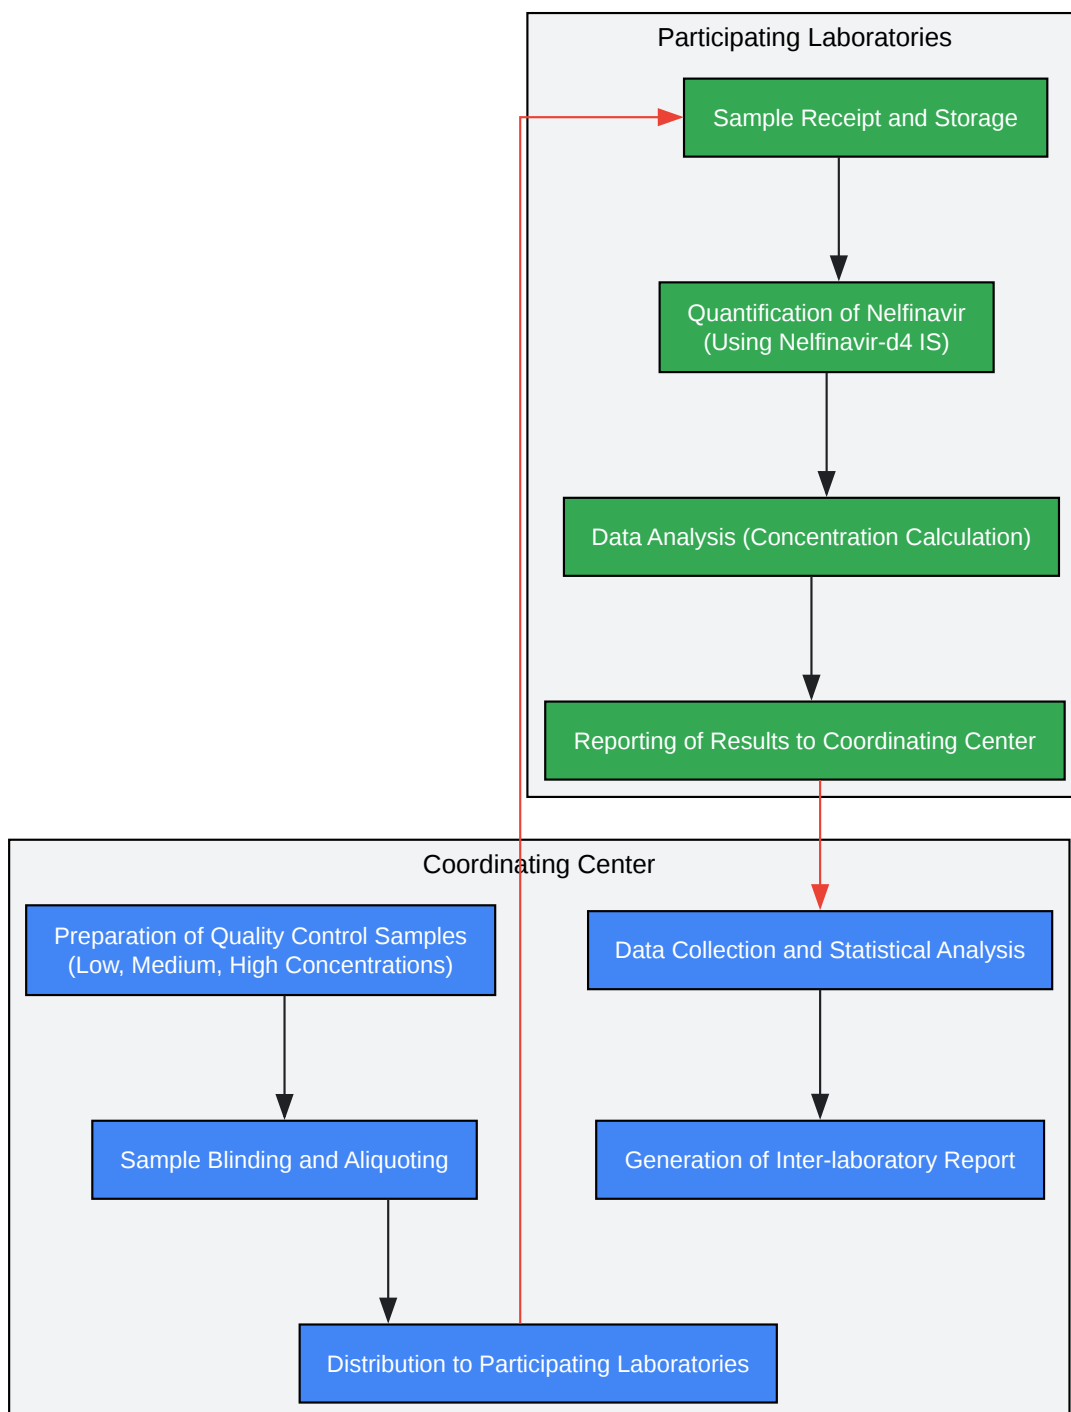 Participating Laboratories
Sample Receipt and Storage
Quantification of Nelfinavir
(Using Nelfinavir-d4 IS)
Data Analysis (Concentration Calculation)
Reporting of Results to Coordinating Center
Coordinating Center
Preparation of Quality Control Samples
(Low, Medium, High Concentrations)
Sample Blinding and Aliquoting
Distribution to Participating Laboratories
Data Collection and Statistical Analysis
Generation of Inter-laboratory Report